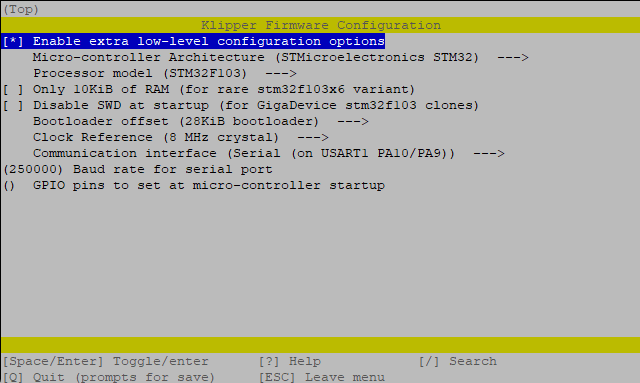 (Top)
Klipper Firmware Configuration
[*] Enable extra low-level configuration options
Micro-controller Architecture (STMicroelectronics STM32)  --->
Processor model (STM32F103)  --->
[ ] Only 10KiB of RAM (for rare stm32f103x6 variant)
[ ] Disable SWD at startup (for GigaDevice stm32f103 clones)
Bootloader offset (28KiB bootloader)  --->
Clock Reference (8 MHz crystal)  --->
Communication interface (Serial (on USART1 PA10/PA9))  --->
(250000) Baud rate for serial port
()  GPIO pins to set at micro-controller startup
[Space/Enter] Toggle/enter [?] Help [/] Search
[Q] Quit (prompts for save) [ESC] Leave menu